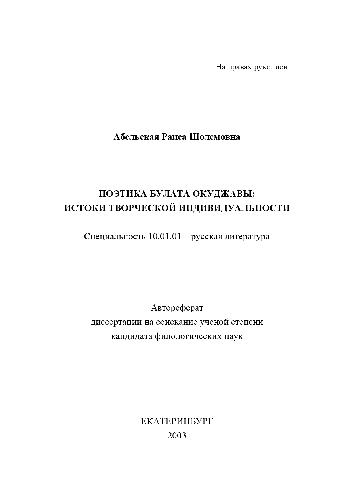 На правах рукописи
Абельская Раиса Шоломовна
ПОЭТИКА БУЛАТА ОКУДЖАВЫ:
ИСТОКИ ТВОРЧЕСКОЙ ИНДИВИДУАЛЬНОСТИ
Специальность 10.01.01 – русская литература
Автореферат
диссертации на соискание ученой степени
кандидата филологических наук
ЕКАТЕРИНБУРГ
2003